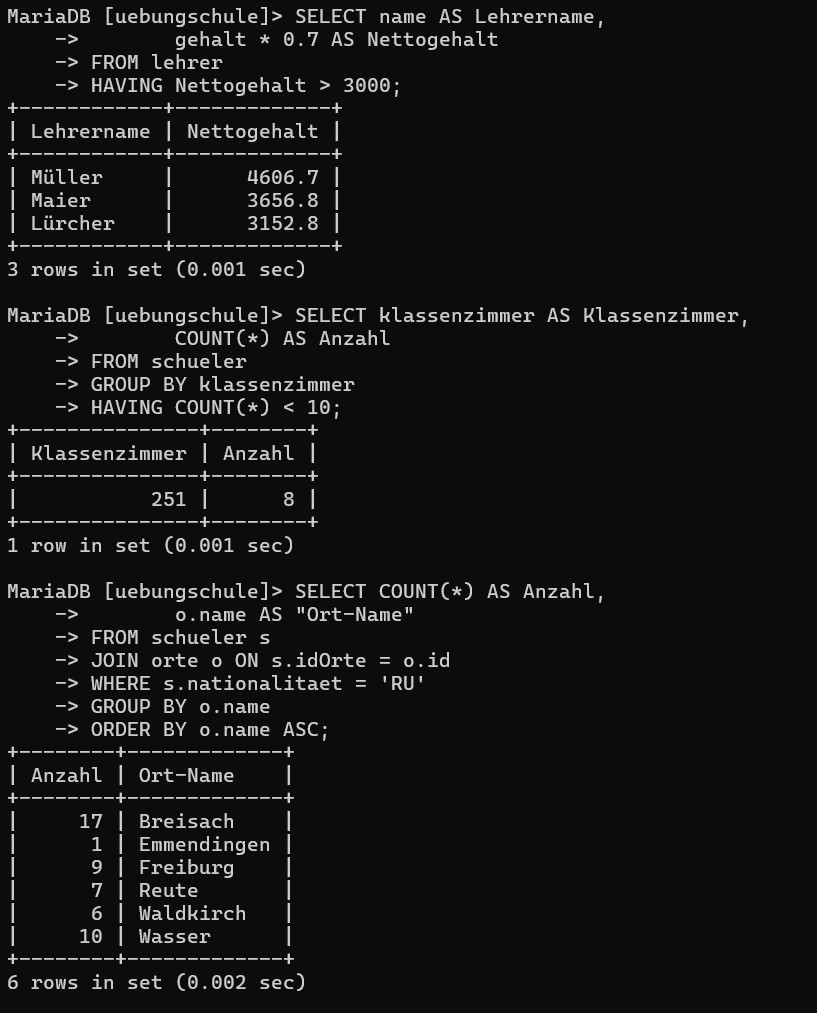 MariaDB [uebungschule]> SELECT name AS Lehrername,
    ->        gehalt * 0.7 AS Nettogehalt
    -> FROM lehrer
    -> HAVING Nettogehalt > 3000;
+------------+-------------+
| Lehrername | Nettogehalt |
+------------+-------------+
| Müller     |      4606.7 |
| Maier      |      3656.8 |
| Lürcher    |      3152.8 |
+------------+-------------+
3 rows in set (0.001 sec)

MariaDB [uebungschule]> SELECT klassenzimmer AS Klassenzimmer,
    ->        COUNT(*) AS Anzahl
    -> FROM schueler
    -> GROUP BY klassenzimmer
    -> HAVING COUNT(*) < 10;
+---------------+--------+
| Klassenzimmer | Anzahl |
+---------------+--------+
|           251 |      8 |
+---------------+--------+
1 row in set (0.001 sec)

MariaDB [uebungschule]> SELECT COUNT(*) AS Anzahl,
    ->        o.name AS "Ort-Name"
    -> FROM schueler s
    -> JOIN orte o ON s.idOrte = o.id
    -> WHERE s.nationalitaet = 'RU'
    -> GROUP BY o.name
    -> ORDER BY o.name ASC;
+--------+-------------+
| Anzahl | Ort-Name    |
+--------+-------------+
|     17 | Breisach    |
|      1 | Emmendingen |
|      9 | Freiburg    |
|      7 | Reute       |
|      6 | Waldkirch   |
|     10 | Wasser      |
+--------+-------------+
6 rows in set (0.002 sec)